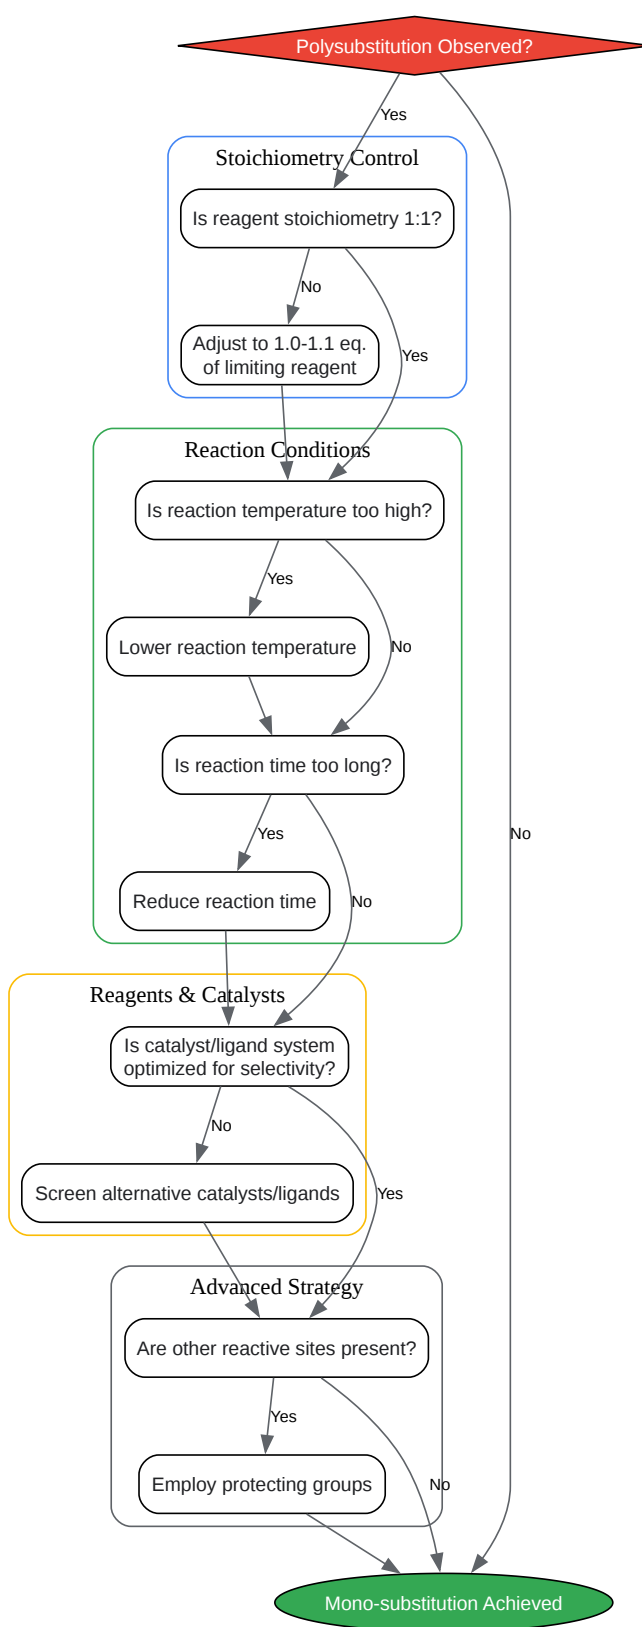 Polysubstitution Observed?
Yes
Stoichiometry Control
Is reagent stoichiometry 1:1?
No
Adjust to 1.0-1.1 eq.
of limiting reagent
Yes
Reaction Conditions
Is reaction temperature too high?
Yes
Lower reaction temperature
No
Is reaction time too long?
Yes
No
Reduce reaction time
No
Reagents & Catalysts
Is catalyst/ligand system
optimized for selectivity?
No
Screen alternative catalysts/ligands
Yes
Advanced Strategy
Are other reactive sites present?
Yes
Employ protecting groups
No
Mono-substitution Achieved